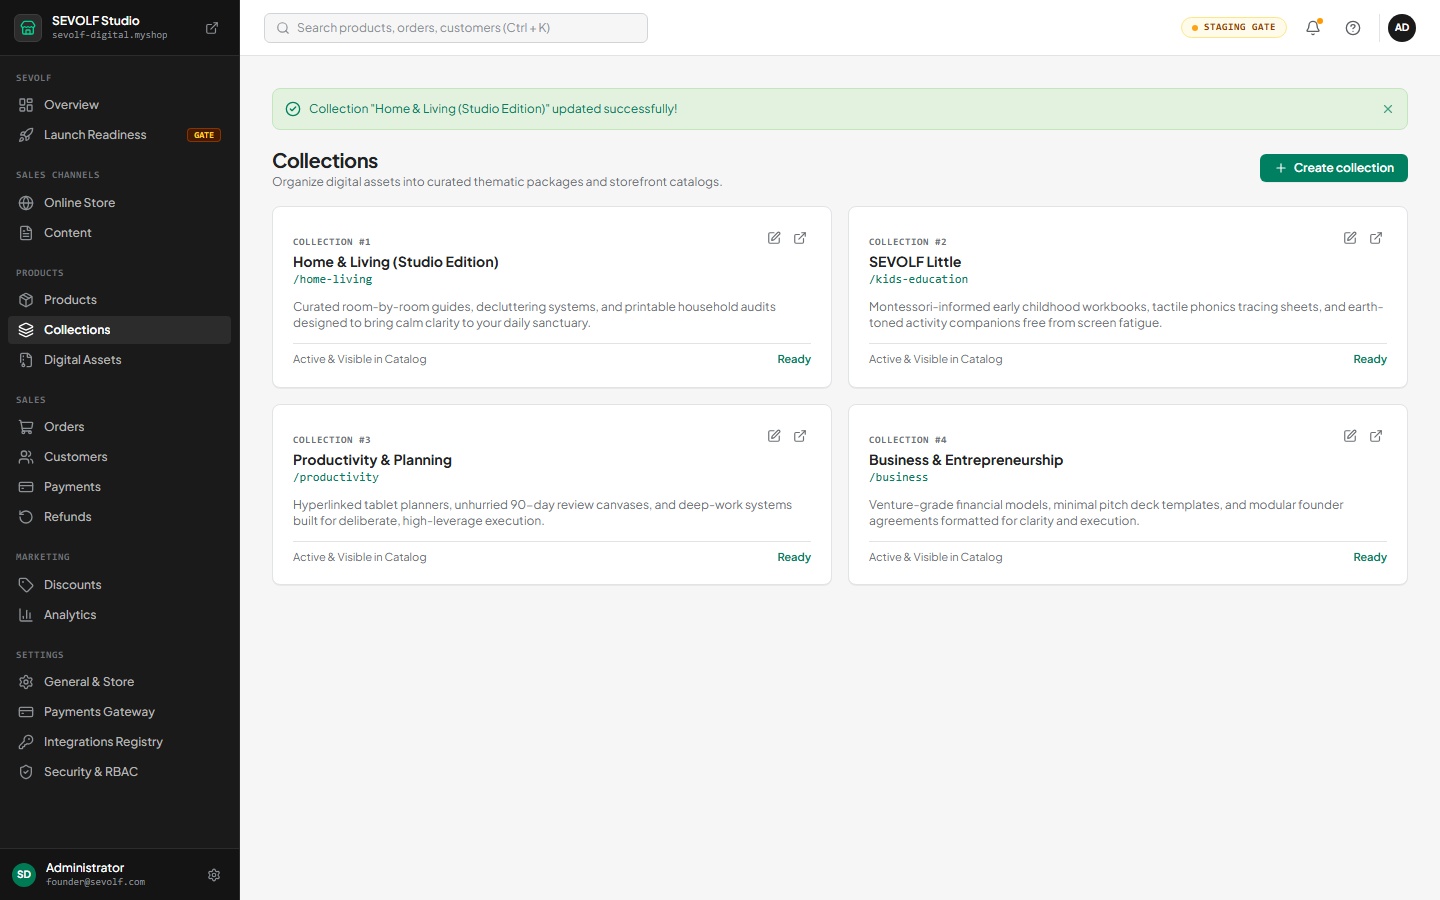 SEVOLF Studio
sevolf-digital.myshop
SEVOLF
Overview
Launch Readiness
GATE
SALES CHANNELS
Online Store
Content
PRODUCTS
Products
Collections
Digital Assets
SALES
Orders
Customers
Payments
Refunds
MARKETING
Discounts
Analytics
SETTINGS
General & Store
Payments Gateway
Integrations Registry
Security & RBAC
SD
Administrator
founder@sevolf.com
Search products, orders, customers (Ctrl + K)
STAGING GATE
AD
Collection "Home & Living (Studio Edition)" updated successfully!
Collections
Organize digital assets into curated thematic packages and storefront catalogs.
Create collection
COLLECTION #1
Home & Living (Studio Edition)
/home-living
Curated room-by-room guides, decluttering systems, and printable household audits
designed to bring calm clarity to your daily sanctuary.
Active & Visible in Catalog
Ready
COLLECTION #2
SEVOLF Little
/kids-education
Montessori-informed early childhood workbooks, tactile phonics tracing sheets, and earth-
toned activity companions free from screen fatigue.
Active & Visible in Catalog
Ready
COLLECTION #3
Productivity & Planning
/productivity
Hyperlinked tablet planners, unhurried 90-day review canvases, and deep-work systems
built for deliberate, high-leverage execution.
Active & Visible in Catalog
Ready
COLLECTION #4
Business & Entrepreneurship
/business
Venture-grade financial models, minimal pitch deck templates, and modular founder
agreements formatted for clarity and execution.
Active & Visible in Catalog
Ready